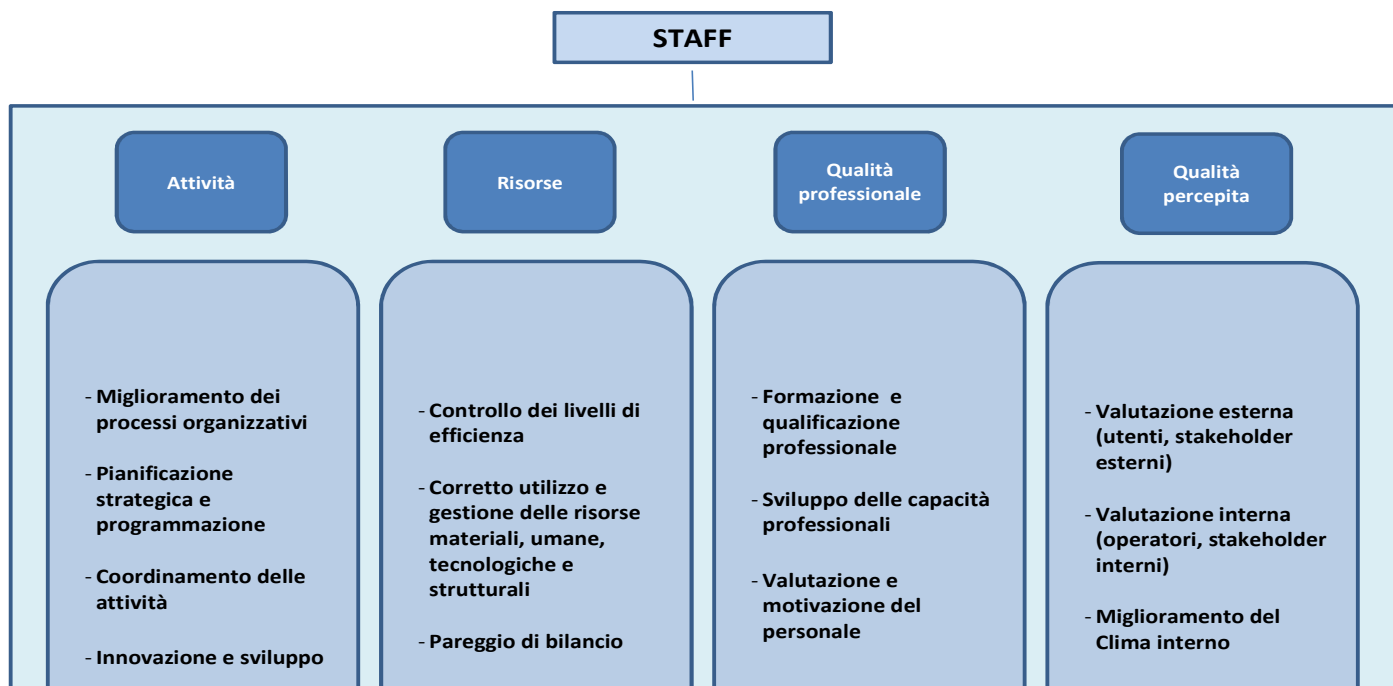 STAFF
Attività
Risorse
Qualità
professionale
Qualità
percepita
- Miglioramento dei
processi organizzativi
- Pianificazione
strategica e
programmazione
- Coordinamento delle
attività
- Innovazione e sviluppo
- Controllo dei livelli di
efficienza
- Corretto utilizzo e
gestione delle risorse
materiali, umane,
tecnologiche e
strutturali
- Pareggio di bilancio
- Formazione e
qualificazione
professionale
- Sviluppo delle capacità
professionali
- Valutazione e
motivazione del
personale
- Valutazione esterna
(utenti, stakeholder
esterni)
- Valutazione interna
(operatori, stakeholder
interni)
- Miglioramento del
Clima interno